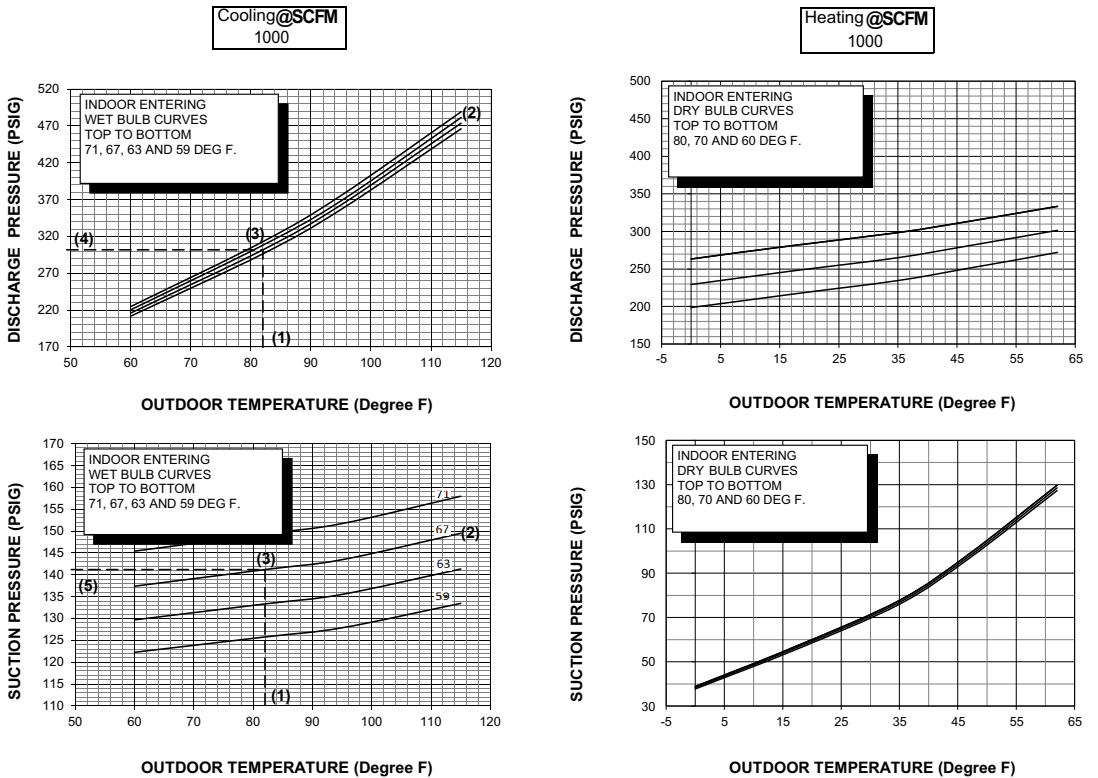 Cooling@SCFM
1000
Heating @SCFM
1000
DISCHARGE PRESSURE (PSIG)
520
470
420
370
320
270
220
170
INDOOR ENTERING
WET BULB CURVES
TOP TO BOTTOM
71, 67, 63 AND 59 DEG F.
(2)
(3)
(4)
(1)
50 60 70 80 90 100 110 120
OUTDOOR TEMPERATURE (Degree F)
DISCHARGE PRESSURE (PSIG)
500
450
400
350
300
250
200
150
INDOOR ENTERING
DRY BULB CURVES
TOP TO BOTTOM
80, 70 AND 60 DEG F.
-5 5 15 25 35 45 55 65
OUTDOOR TEMPERATURE (Degree F)
SUCTION PRESSURE (PSIG)
170
165
160
155
150
145
140
135
130
125
120
115
110
INDOOR ENTERING
WET BULB CURVES
TOP TO BOTTOM
71, 67, 63 AND 59 DEG F.
71
67
(2)
(3)
63
(5)
59
(1)
50 60 70 80 90 100 110 120
OUTDOOR TEMPERATURE (Degree F)
SUCTION PRESSURE (PSIG)
150
130
110
90
70
50
30
INDOOR ENTERING
DRY BULB CURVES
TOP TO BOTTOM
80, 70 AND 60 DEG F.
-5 5 15 25 35 45 55 65
OUTDOOR TEMPERATURE (Degree F)